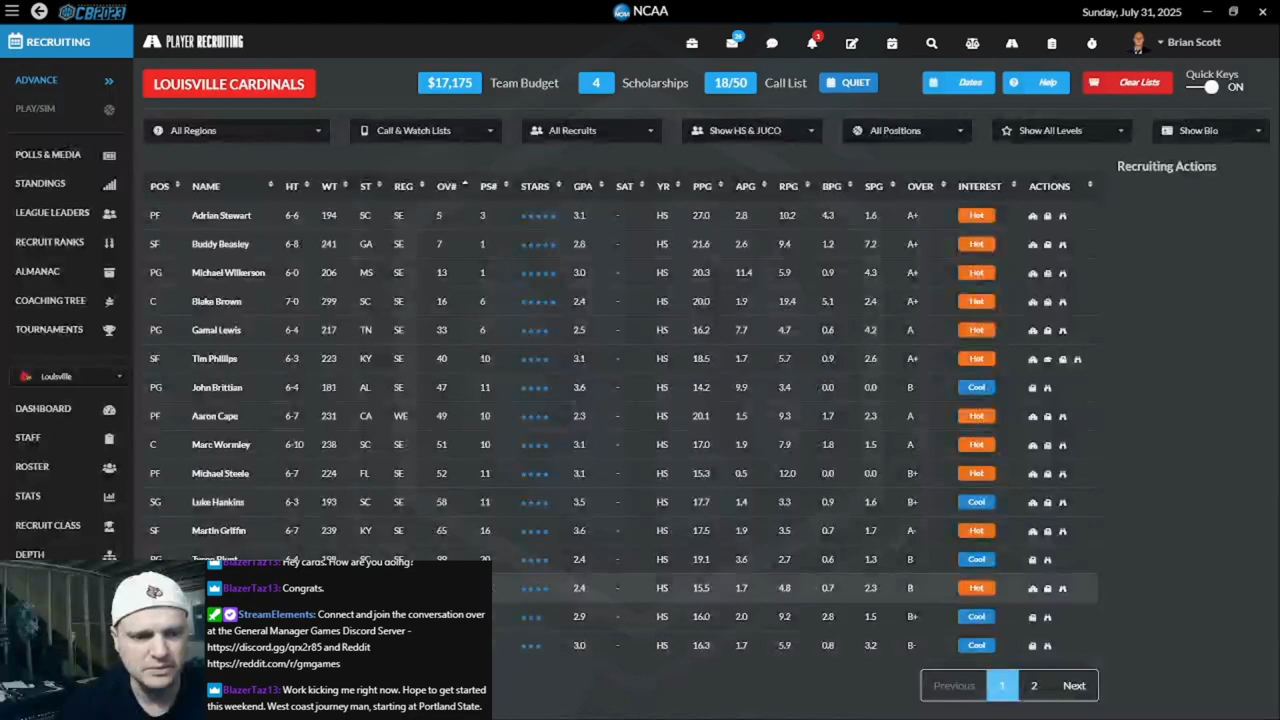 CB2023
NCAA
Sunday, July 31, 2025
RECRUITING
PLAYER RECRUITING
26
1
Brian Scott
ADVANCE
PLAY/SIM
LOUISVILLE CARDINALS
$17,175 Team Budget 4 Scholarships 18/50 Call List QUIET
Dates Help Clear Lists Quick Keys ON
All Regions Call & Watch Lists All Recruits Show HS & JUCO All Positions Show All Levels Show Bio
POLLS & MEDIA
STANDINGS
LEAGUE LEADERS
RECRUIT RANKS
ALMANAC
COACHING TREE
TOURNAMENTS
Louisville
DASHBOARD
STAFF
ROSTER
STATS
RECRUIT CLASS
DEPTH
Recruiting Actions
POS NAME HT WT ST REG OV# PS# STARS GPA SAT YR PPG APG RPG BPG SPG OVER INTEREST ACTIONS
PF Adrian Stewart 6-6 194 SC SE 5 3 3.1 - HS 27.0 2.8 10.2 4.3 1.6 A+ Hot
SF Buddy Beasley 6-8 241 GA SE 7 1 2.8 - HS 21.6 2.6 9.4 1.2 7.2 A+ Hot
PG Michael Wilkerson 6-0 206 MS SE 13 1 3.0 - HS 20.3 11.4 5.9 0.9 4.3 A+ Hot
C Blake Brown 7-0 299 SC SE 16 6 2.4 - HS 20.0 1.9 19.4 5.1 2.4 A+ Hot
PG Gamal Lewis 6-4 217 TN SE 33 6 2.5 - HS 16.2 7.7 4.7 0.6 4.2 A Hot
SF Tim Phillips 6-3 223 KY SE 40 10 3.1 - HS 18.5 1.7 5.7 0.9 2.6 A+ Hot
PG John Brittian 6-4 181 AL SE 47 11 3.6 - HS 14.2 9.9 3.4 0.0 0.0 B Cool
PF Aaron Cape 6-7 231 CA WE 49 10 2.3 - HS 20.1 1.5 9.3 1.7 2.3 A Hot
C Marc Wormley 6-10 238 SC SE 51 10 3.1 - HS 17.0 1.9 7.9 1.8 1.5 A Hot
PF Michael Steele 6-7 224 FL SE 52 11 3.1 - HS 15.3 0.5 12.0 0.0 0.0 B+ Hot
SG Luke Hankins 6-3 193 SC SE 58 11 3.5 - HS 17.7 1.4 3.3 0.9 1.6 B+ Cool
SF Martin Griffin 6-7 239 KY SE 65 16 3.6 - HS 17.5 1.9 3.5 0.7 1.7 A- Hot
2.4 - HS 19.1 3.6 2.7 0.6 1.3 B Cool
2.4 - HS 15.5 1.7 4.8 0.7 2.3 B Hot
2.9 - HS 16.0 2.0 9.2 2.8 1.5 B+ Cool
3.0 - HS 16.3 1.7 5.9 0.8 3.2 B- Cool
Previous 1 2 Next
BlazerTaz13: Hey cards. How are you doing?
BlazerTaz13: Congrats.
StreamElements: Connect and join the conversation over
at the General Manager Games Discord Server -
https://discord.gg/qrx2r85 and Reddit
https://reddit.com/r/gmgames
BlazerTaz13: Work kicking me right now. Hope to get started
this weekend. West coast journey man, starting at Portland State.